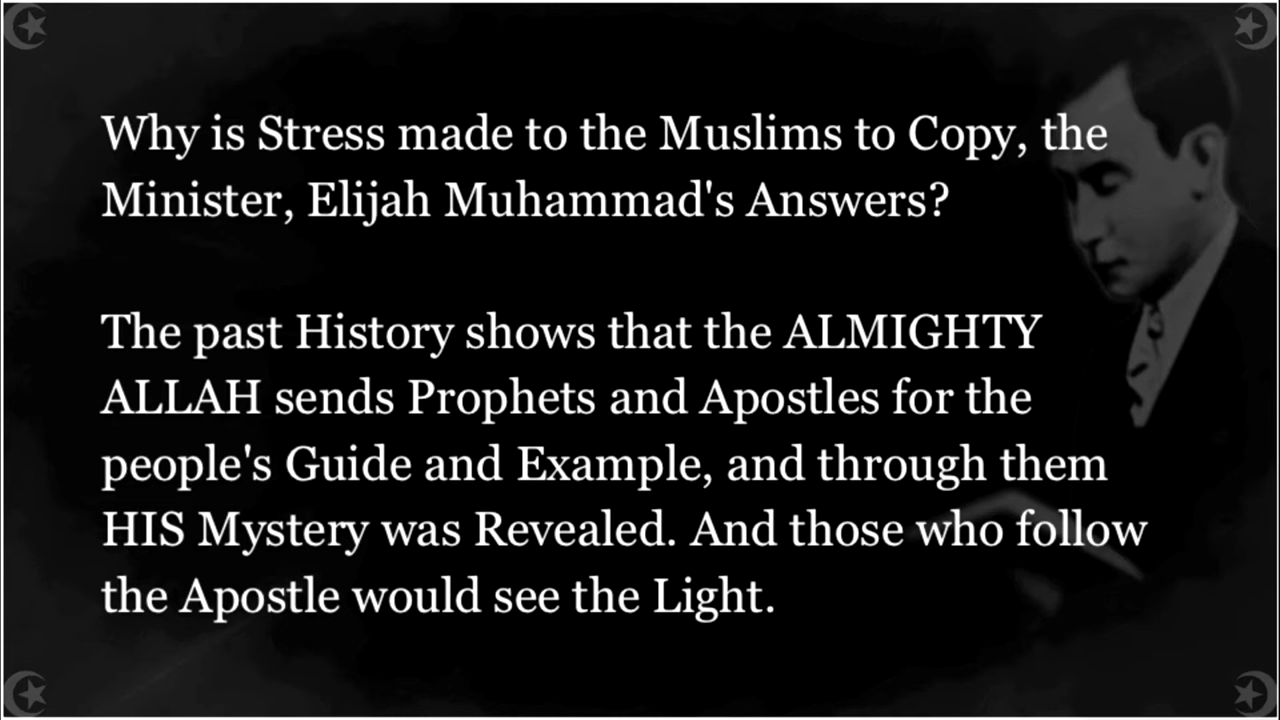 Why is Stress made to the Muslims to Copy, the
Minister, Elijah Muhammad's Answers?
The past History shows that the ALMIGHTY
ALLAH sends Prophets and Apostles for the
people's Guide and Example, and through them
HIS Mystery was Revealed. And those who follow
the Apostle would see the Light.